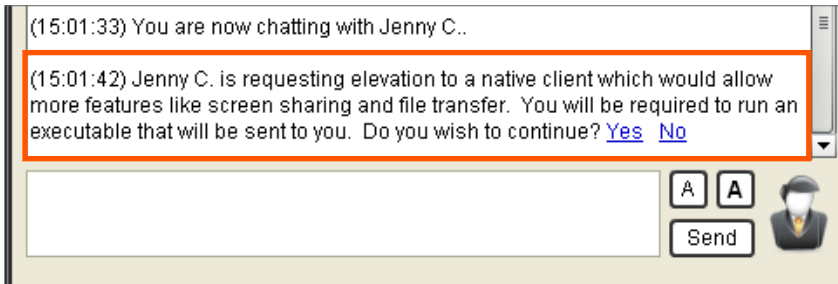 (15:01:33) You are now chatting with Jenny C..
(15:01:42) Jenny C. is requesting elevation to a native client which would allow
more features like screen sharing and file transfer.  You will be required to run an
executable that will be sent to you.  Do you wish to continue? Yes  No
A A
Send